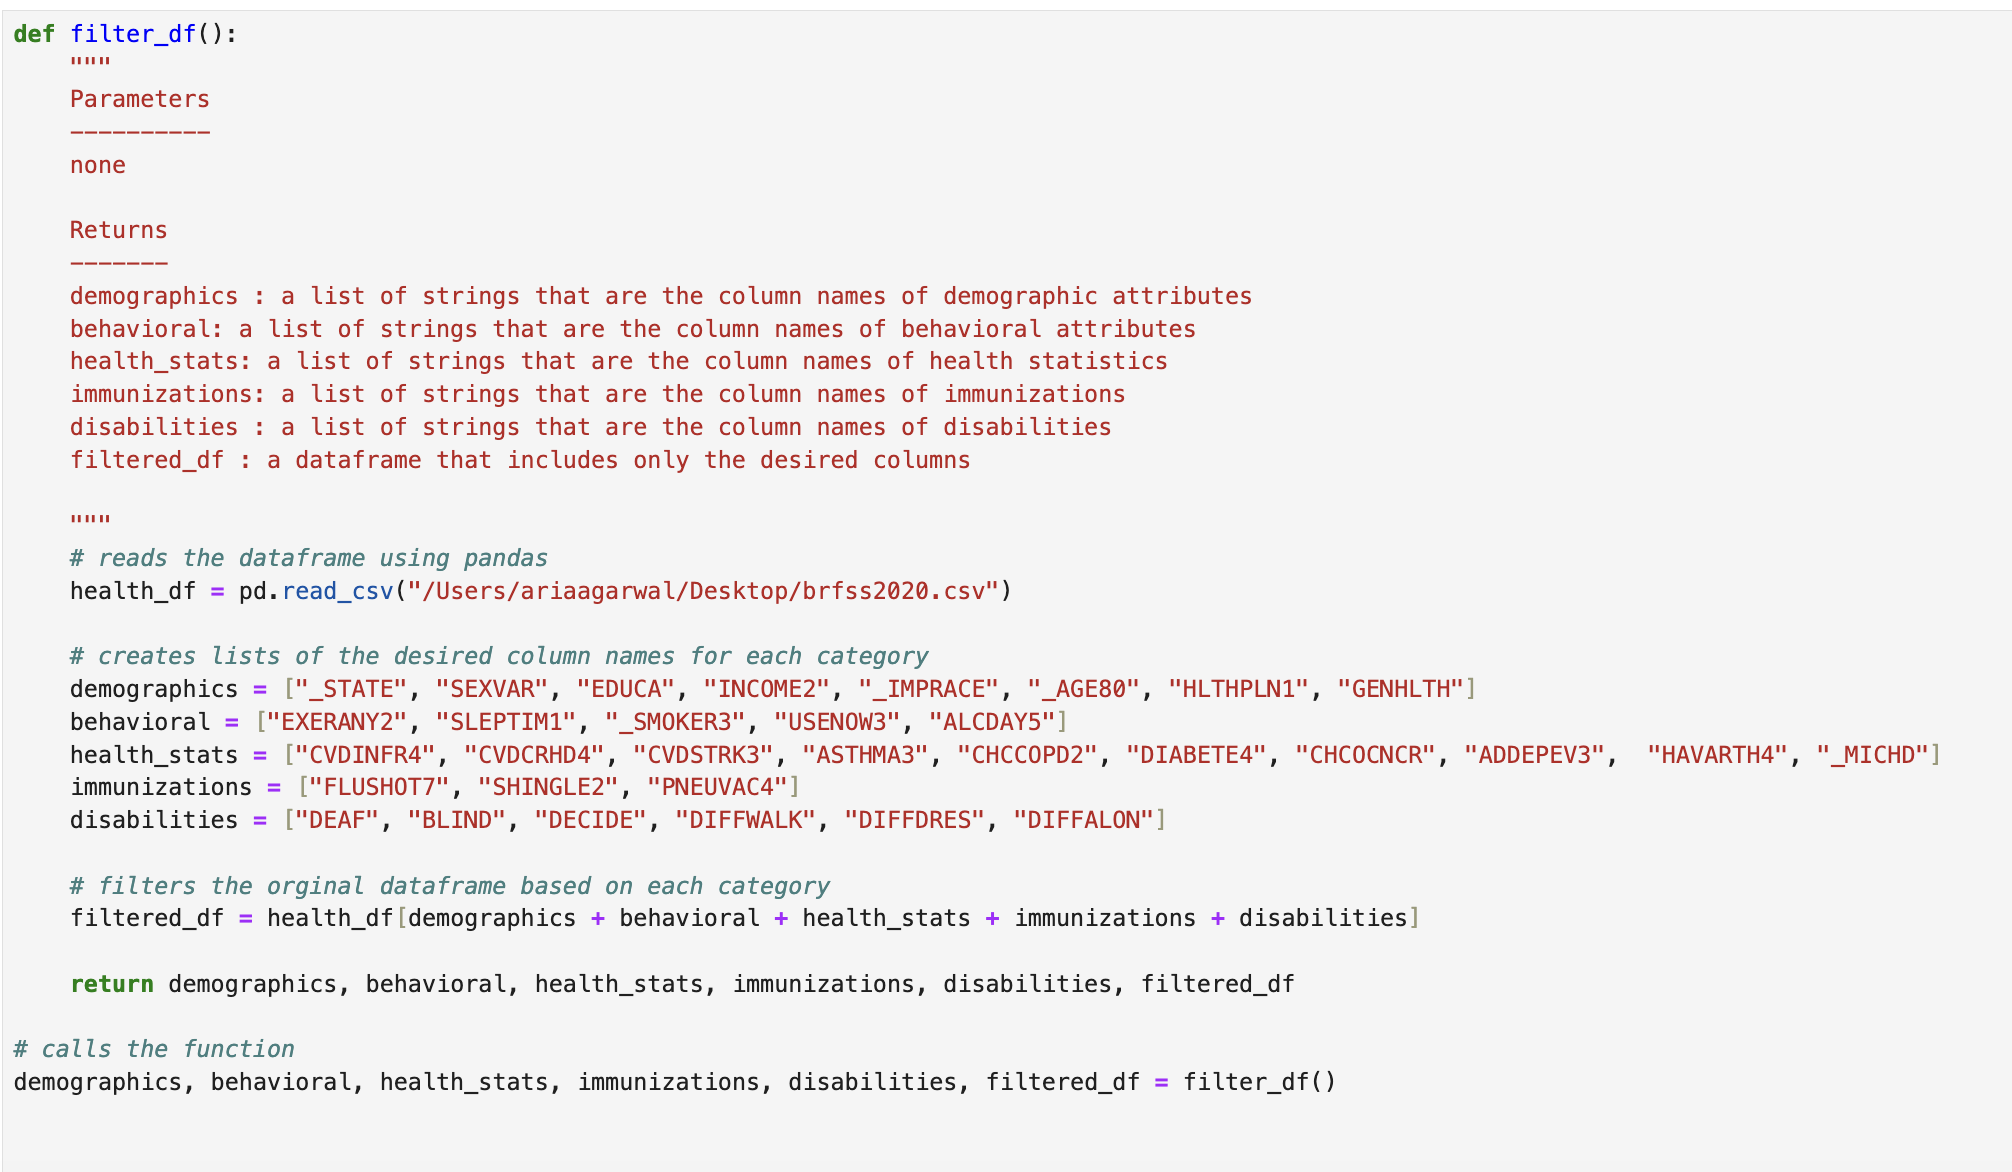 def filter_df():
    """
    Parameters
    ----------
    none

    Returns
    -------
    demographics : a list of strings that are the column names of demographic attributes
    behavioral: a list of strings that are the column names of behavioral attributes
    health_stats: a list of strings that are the column names of health statistics
    immunizations: a list of strings that are the column names of immunizations
    disabilities : a list of strings that are the column names of disabilities
    filtered_df : a dataframe that includes only the desired columns

    """
    # reads the dataframe using pandas
    health_df = pd.read_csv("/Users/ariaagarwal/Desktop/brfss2020.csv")

    # creates lists of the desired column names for each category
    demographics = ["_STATE", "SEXVAR", "EDUCA", "INCOME2", "_IMPRACE", "_AGE80", "HLTHPLN1", "GENHLTH"]
    behavioral = ["EXERANY2", "SLEPTIM1", "_SMOKER3", "USENOW3", "ALCDAY5"]
    health_stats = ["CVDINFR4", "CVDCRHD4", "CVDSTRK3", "ASTHMA3", "CHCCOPD2", "DIABETE4", "CHCOCNCR", "ADDEPEV3",  "HAVARTH4", "_MICHD"]
    immunizations = ["FLUSHOT7", "SHINGLE2", "PNEUVAC4"]
    disabilities = ["DEAF", "BLIND", "DECIDE", "DIFFWALK", "DIFFDRES", "DIFFALON"]

    # filters the orginal dataframe based on each category
    filtered_df = health_df[demographics + behavioral + health_stats + immunizations + disabilities]

    return demographics, behavioral, health_stats, immunizations, disabilities, filtered_df

# calls the function
demographics, behavioral, health_stats, immunizations, disabilities, filtered_df = filter_df()